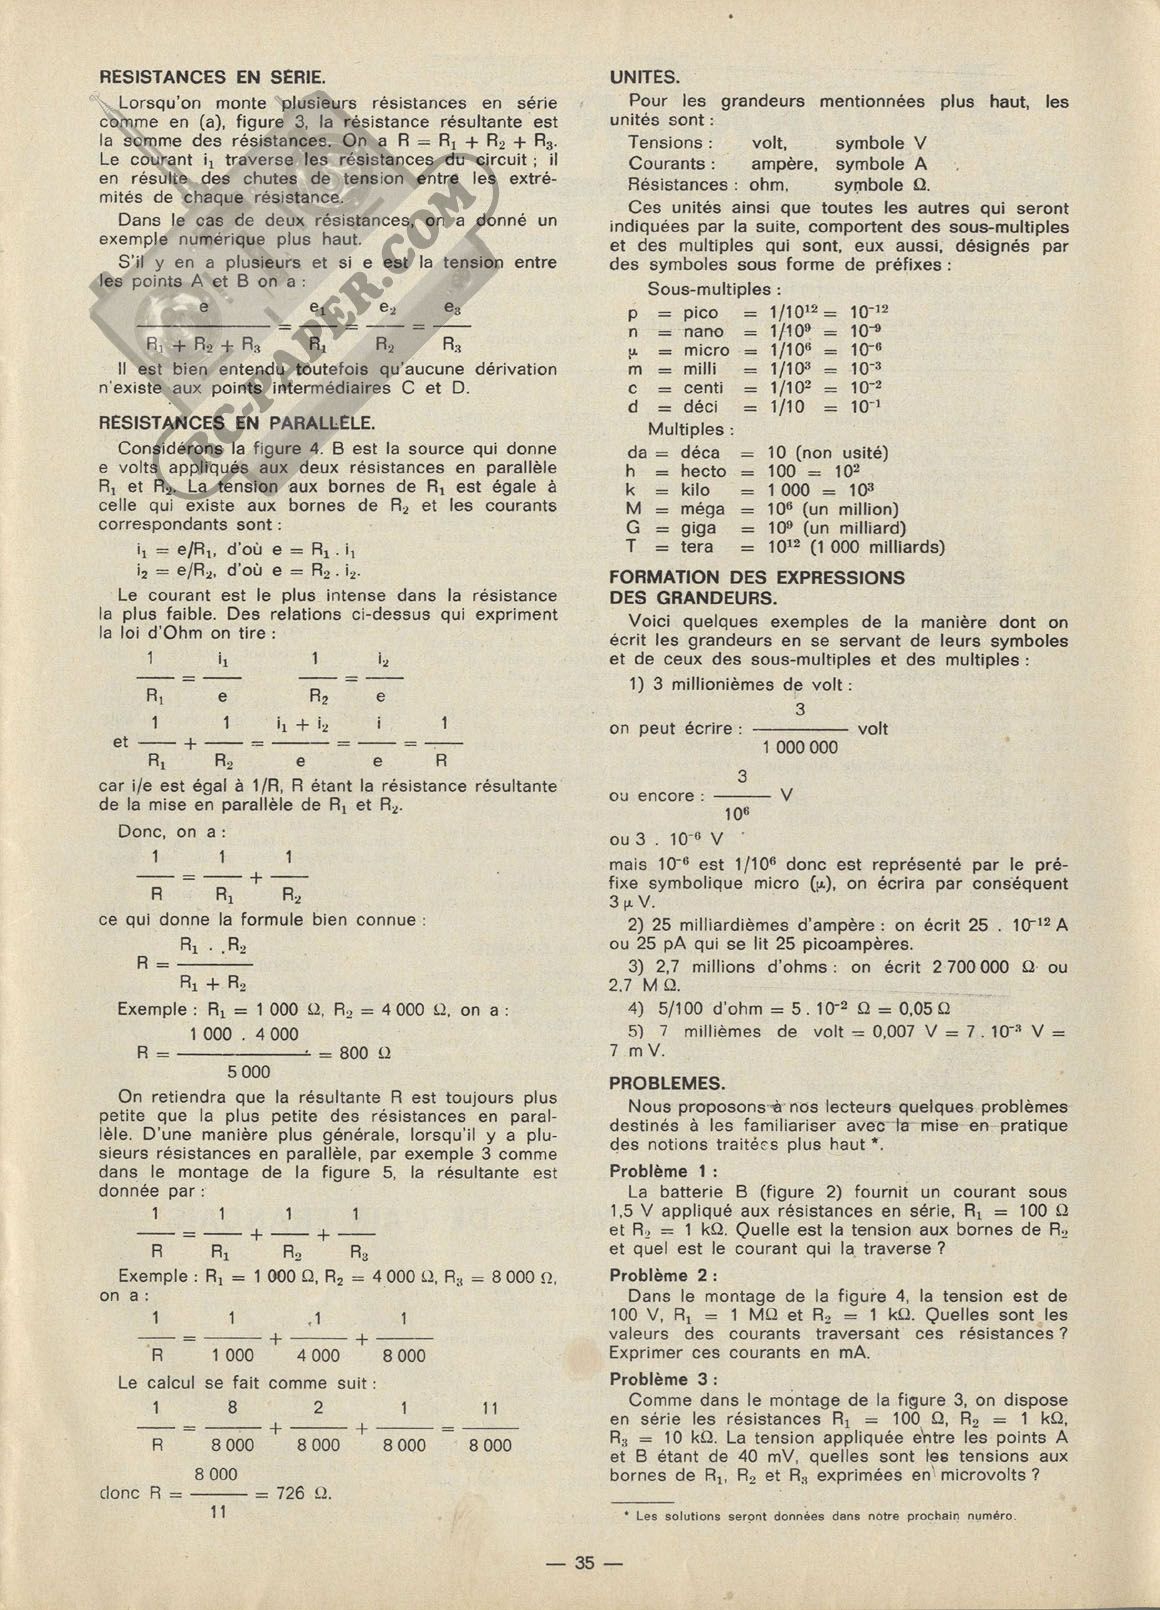 RÉSISTANCES EN SÉRIE.
Lorsqu'on monte plusieurs résistances en série
comme en (a), figure 3, la résistance résultante est
la somme des résistances. On a R = R₁ + R₂ + R₃.
Le courant i₁ traverse les résistances du circuit ; il
en résulte des chutes de tension entre les extré-
mités de chaque résistance.
Dans le cas de deux résistances, on a donné un
exemple numérique plus haut.
S'il y en a plusieurs et si e est la tension entre
les points A et B on a :
e e₁ e₂ e₃
——— = —— = —— = ——
R₁ + R₂ + R₃ R₁ R₂ R₃
Il est bien entendu toutefois qu'aucune dérivation
n'existe aux points intermédiaires C et D.
RÉSISTANCES EN PARALLÈLE.
Considérons la figure 4. B est la source qui donne
e volts appliqués aux deux résistances en parallèle
R₁ et R₂. La tension aux bornes de R₁ est égale à
celle qui existe aux bornes de R₂ et les courants
correspondants sont :
i₁ = e/R₁, d'où e = R₁ . i₁
i₂ = e/R₂, d'où e = R₂ . i₂.
Le courant est le plus intense dans la résistance
la plus faible. Des relations ci-dessus qui expriment
la loi d'Ohm on tire :
1 i₁ 1 i₂
—— = —— —— = ——
R₁ e R₂ e
1 1 i₁ + i₂ i 1
et —— + —— = —— = —— = ——
R₁ R₂ e e R
car i/e est égal à 1/R, R étant la résistance résultante
de la mise en parallèle de R₁ et R₂.
Donc, on a :
1 1 1
—— = —— + ——
R R₁ R₂
ce qui donne la formule bien connue :
R₁ . .R₂
R = ———
R₁ + R₂
Exemple : R₁ = 1 000 Ω, R₂ = 4 000 Ω, on a :
1 000 . 4 000
R = ——— = 800 Ω
5 000
On retiendra que la résultante R est toujours plus
petite que la plus petite des résistances en paral-
lèle. D'une manière plus générale, lorsqu'il y a plu-
sieurs résistances en parallèle, par exemple 3 comme
dans le montage de la figure 5, la résultante est
donnée par :
1 1 1 1
—— = —— + —— + ——
R R₁ R₂ R₃
Exemple : R₁ = 1 000 Ω, R₂ = 4 000 Ω, R₃ = 8 000 Ω,
on a :
1 1 1 1
—— = —— + —— + ——
R 1 000 4 000 8 000
Le calcul se fait comme suit :
1 8 2 1 11
—— = —— + —— + —— = ——
R 8 000 8 000 8 000 8 000
8 000
donc R = —— = 726 Ω.
11
UNITES.
Pour les grandeurs mentionnées plus haut, les
unités sont :
Tensions : volt, symbole V
Courants : ampère, symbole A
Résistances : ohm, symbole Ω.
Ces unités ainsi que toutes les autres qui seront
indiquées par la suite, comportent des sous-multiples
et des multiples qui sont, eux aussi, désignés par
des symboles sous forme de préfixes :
Sous-multiples :
p = pico = 1/10¹² = 10⁻¹²
n = nano = 1/10⁹ = 10⁻⁹
μ = micro = 1/10⁶ = 10⁻⁶
m = milli = 1/10³ = 10⁻³
c = centi = 1/10² = 10⁻²
d = déci = 1/10 = 10⁻¹
Multiples :
da = déca = 10 (non usité)
h = hecto = 100 = 10²
k = kilo = 1 000 = 10³
M = méga = 10⁶ (un million)
G = giga = 10⁹ (un milliard)
T = tera = 10¹² (1 000 milliards)
FORMATION DES EXPRESSIONS
DES GRANDEURS.
Voici quelques exemples de la manière dont on
écrit les grandeurs en se servant de leurs symboles
et de ceux des sous-multiples et des multiples :
1) 3 millionièmes de volt :
3
on peut écrire : ——— volt
1 000 000
3
ou encore : —— V
10⁶
ou 3 . 10⁻⁶ V
mais 10⁻⁶ est 1/10⁶ donc est représenté par le pré-
fixe symbolique micro (μ), on écrira par conséquent
3 μ V.
2) 25 milliardièmes d'ampère : on écrit 25 . 10⁻¹² A
ou 25 pA qui se lit 25 picoampères.
3) 2,7 millions d'ohms : on écrit 2 700 000 Ω ou
2,7 M Ω.
4) 5/100 d'ohm = 5 . 10⁻² Ω = 0,05 Ω
5) 7 millièmes de volt = 0,007 V = 7 . 10⁻³ V =
7 m V.
PROBLEMES.
Nous proposons à nos lecteurs quelques problèmes
destinés à les familiariser avec la mise en pratique
des notions traitées plus haut *.
Problème 1 :
La batterie B (figure 2) fournit un courant sous
1,5 V appliqué aux résistances en série, R₁ = 100 Ω
et R₂ = 1 kΩ. Quelle est la tension aux bornes de R₂
et quel est le courant qui la traverse ?
Problème 2 :
Dans le montage de la figure 4, la tension est de
100 V, R₁ = 1 MΩ et R₂ = 1 kΩ. Quelles sont les
valeurs des courants traversant ces résistances ?
Exprimer ces courants en mA.
Problème 3 :
Comme dans le montage de la figure 3, on dispose
en série les résistances R₁ = 100 Ω, R₂ = 1 kΩ,
R₃ = 10 kΩ. La tension appliquée entre les points A
et B étant de 40 mV, quelles sont les tensions aux
bornes de R₁, R₂ et R₃ exprimées en microvolts ?
* Les solutions seront données dans notre prochain numéro.
— 35 —
RC-PAPER.COM